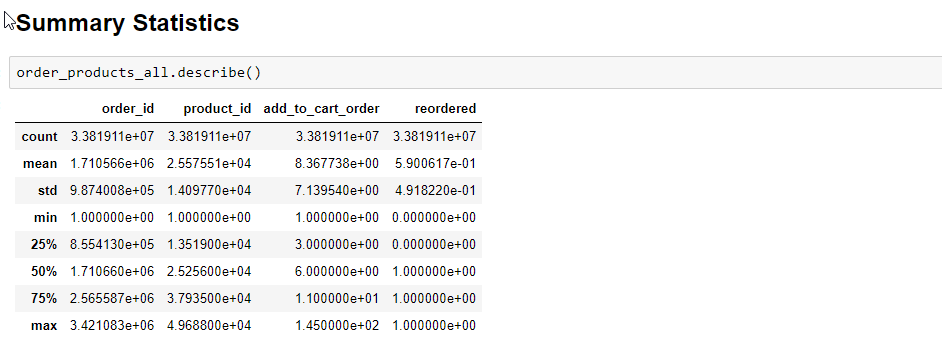 Summary Statistics
order_products_all.describe()
order_id product_id add_to_cart_order reordered
count 3.381911e+07 3.381911e+07 3.381911e+07 3.381911e+07
mean 1.710566e+06 2.557551e+04 8.367738e+00 5.900617e-01
std 9.874008e+05 1.409770e+04 7.139540e+00 4.918220e-01
min 1.000000e+00 1.000000e+00 1.000000e+00 0.000000e+00
25% 8.554130e+05 1.351900e+04 3.000000e+00 0.000000e+00
50% 1.710660e+06 2.525600e+04 6.000000e+00 1.000000e+00
75% 2.565587e+06 3.793500e+04 1.100000e+01 1.000000e+00
max 3.421083e+06 4.968800e+04 1.450000e+02 1.000000e+00